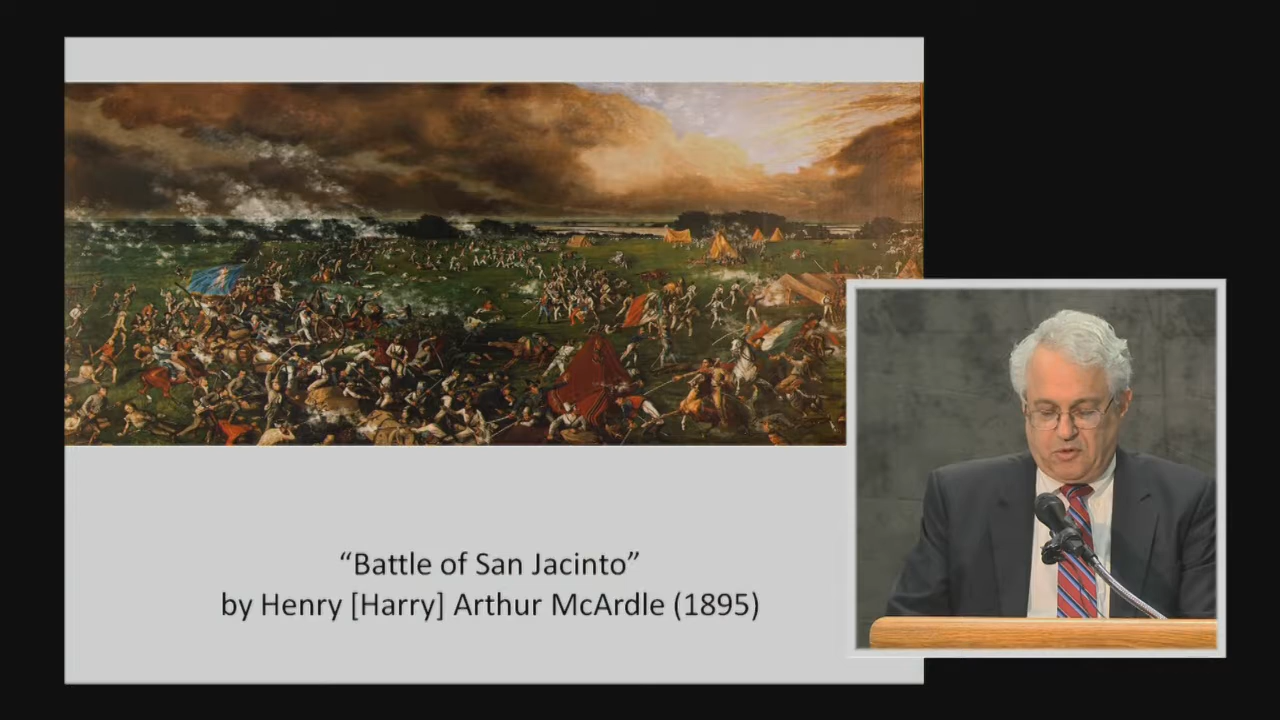 “Battle of San Jacinto”
by Henry [Harry] Arthur McArdle (1895)